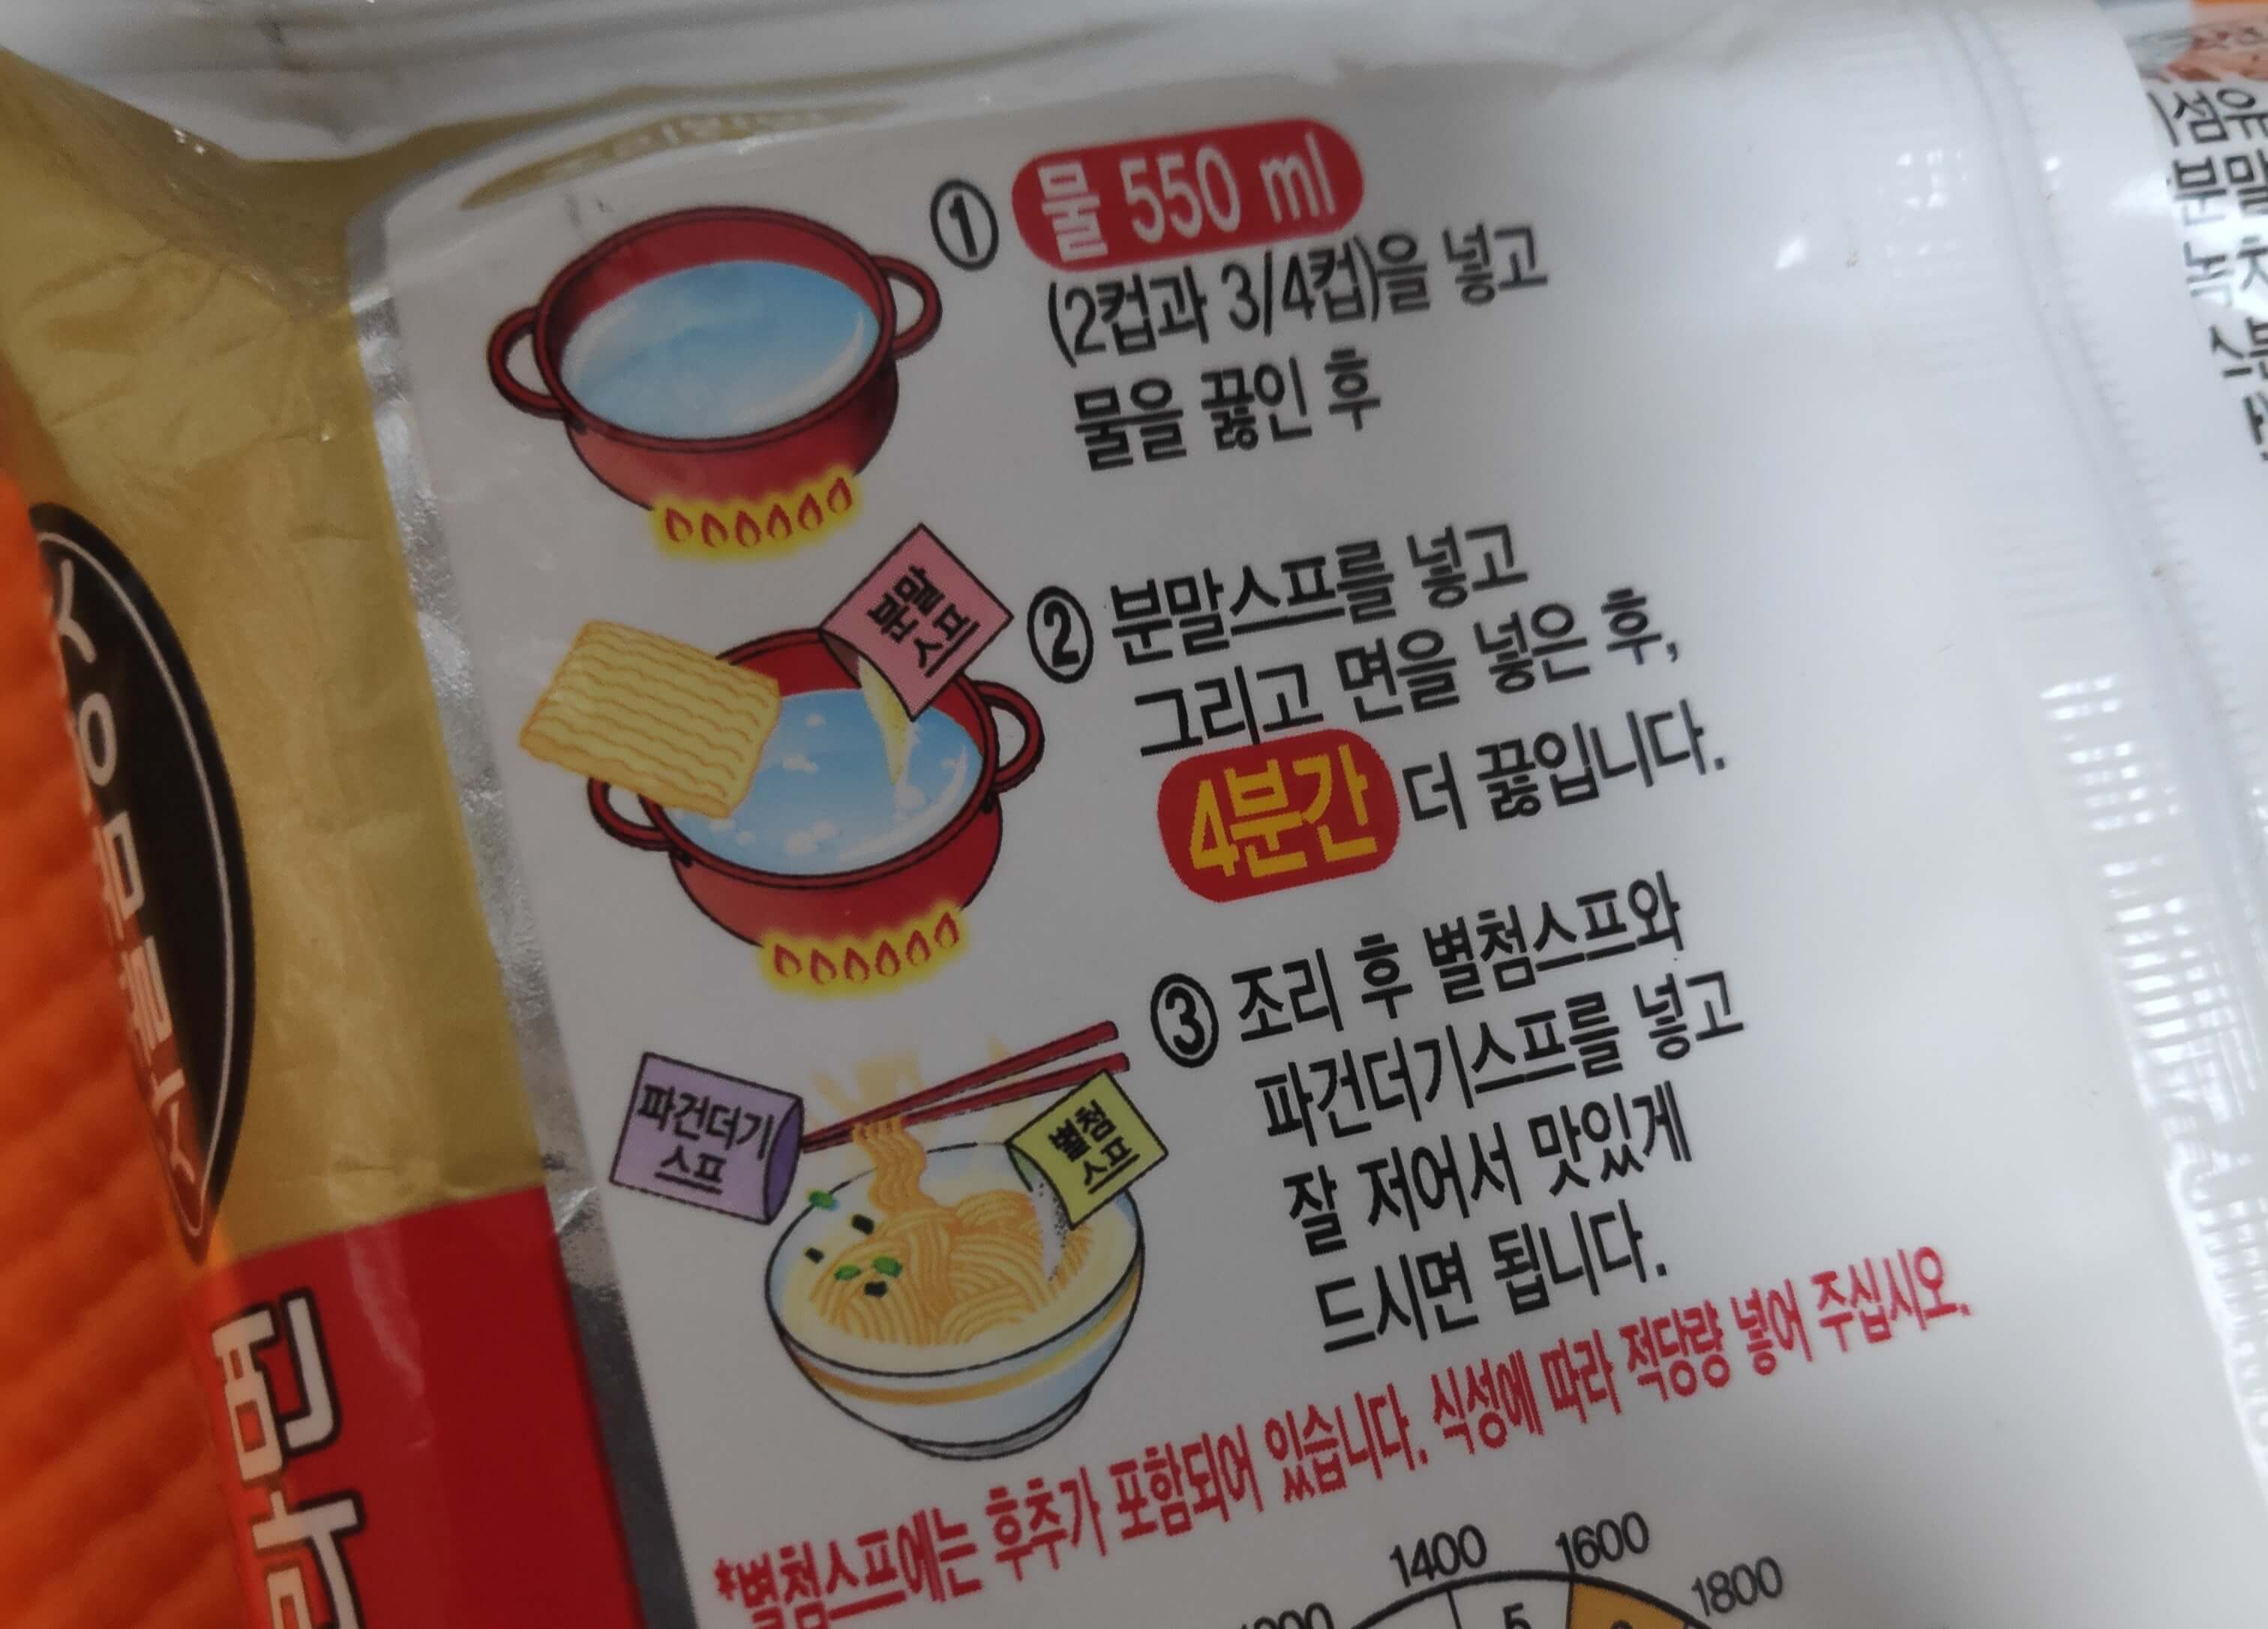 ① 물 550 ml
(2컵과 3/4컵)을 넣고
물을 끓인 후
분말
스프
② 분말스프를 넣고
그리고 면을 넣은 후,
4분간 더 끓입니다.
③ 조리 후 별첨스프와
파건더기스프를 넣고
잘 저어서 맛있게
드시면 됩니다.
파건더기
스프
별첨
스프
*별첨스프에는 후추가 포함되어 있습니다. 식성에 따라 적당량 넣어 주십시오.
1400
1600
1800
5